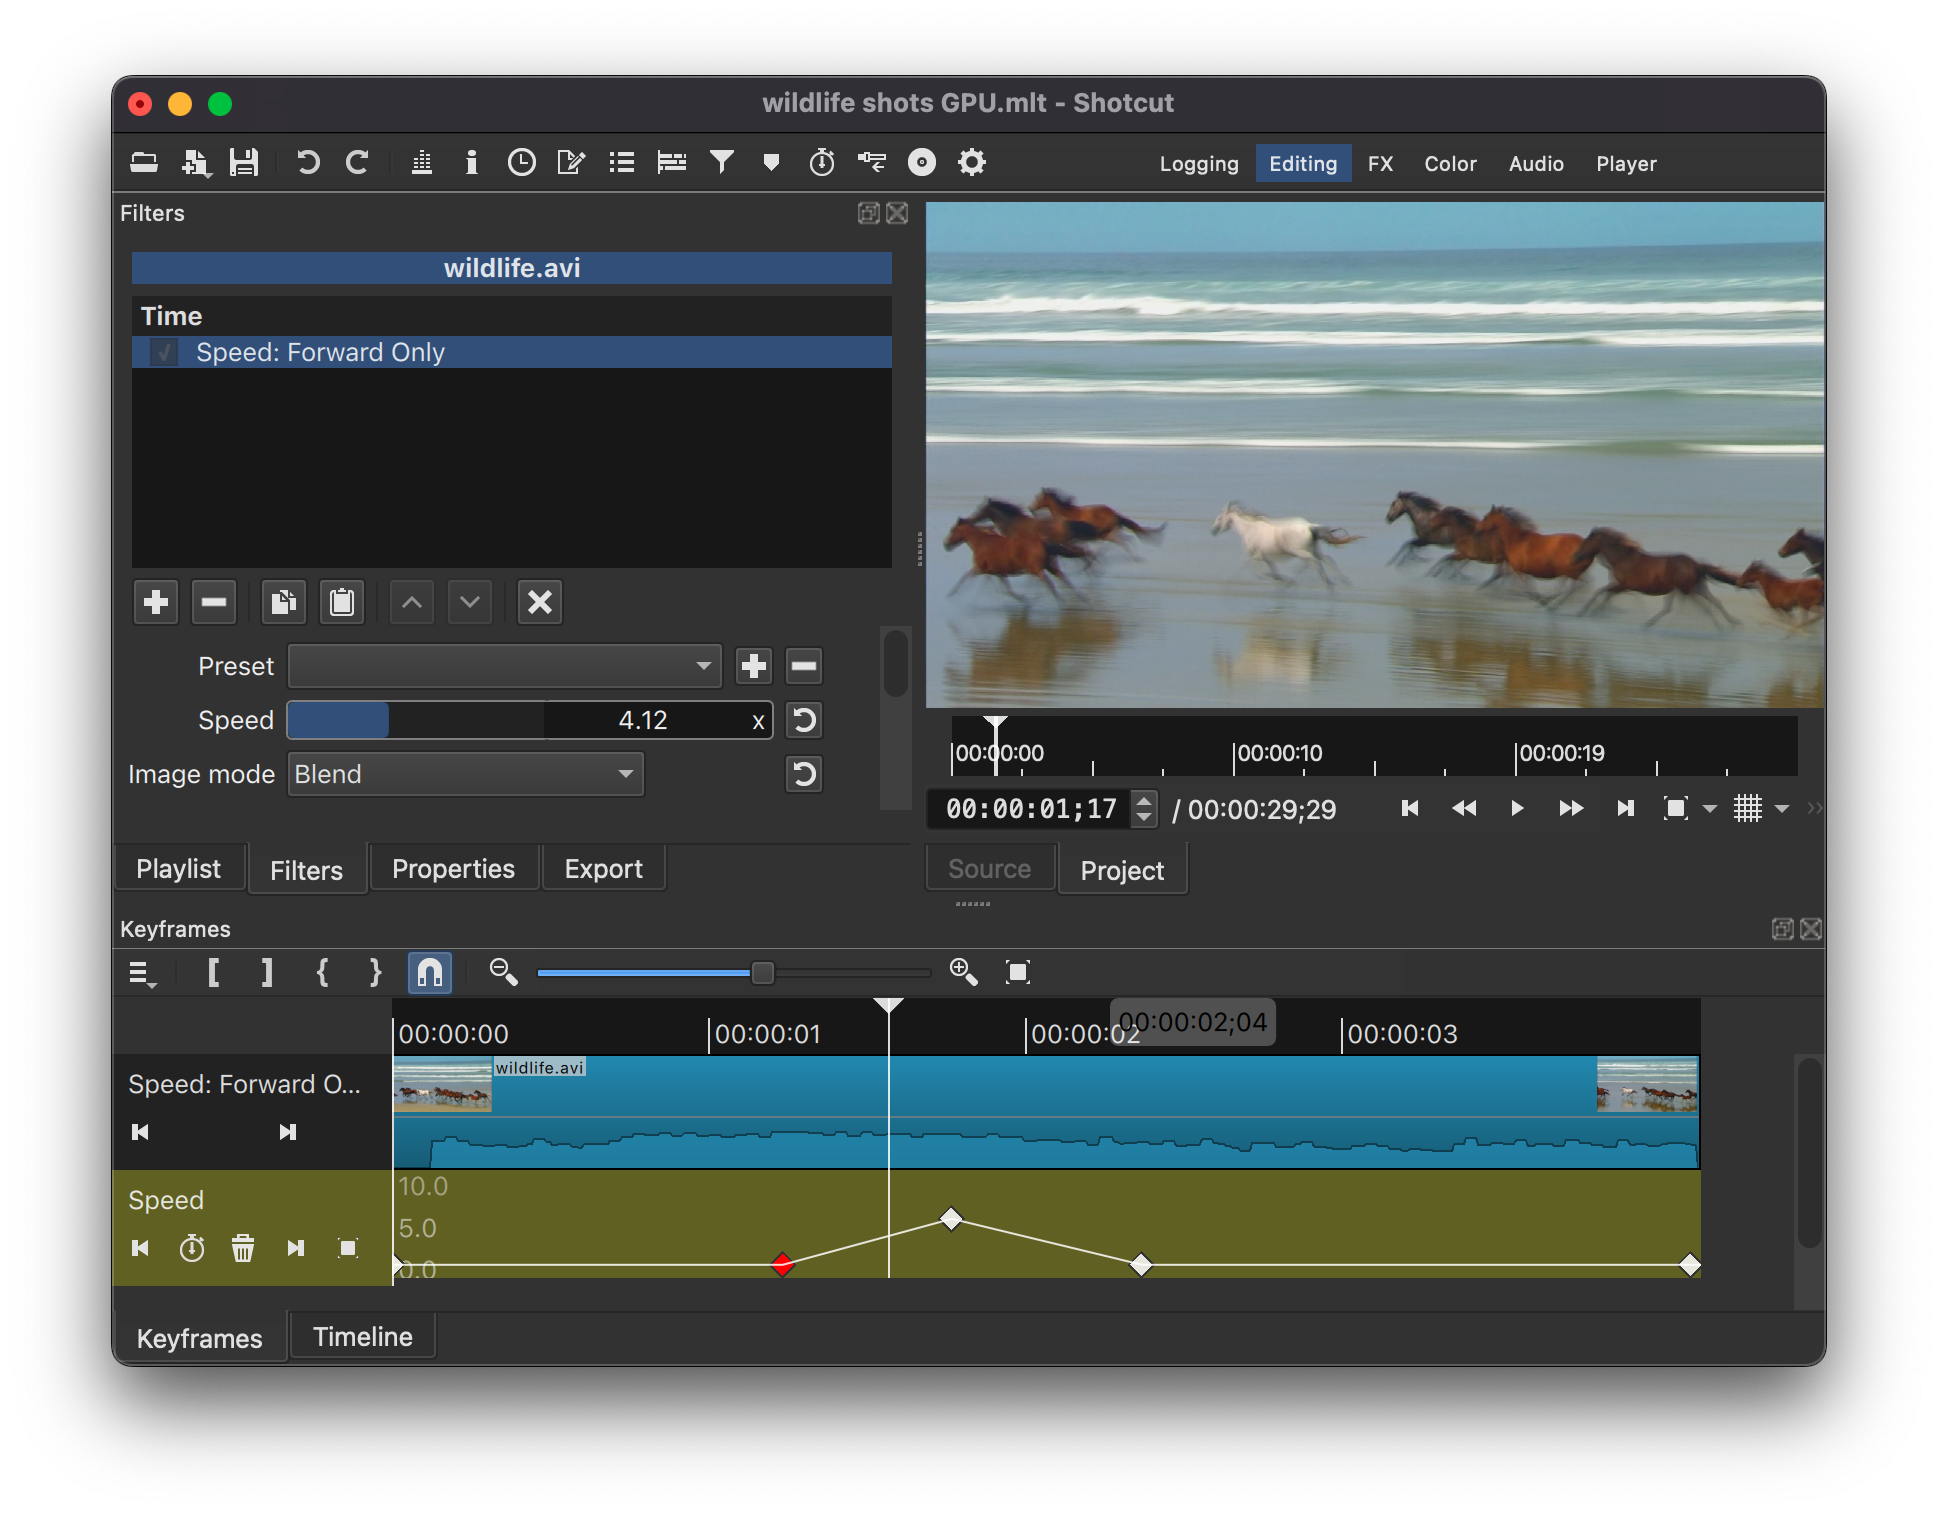 wildlife shots GPU.mlt - Shotcut
Logging Editing FX Color Audio Player
Filters
wildlife.avi
Time
Speed: Forward Only
Preset
Speed 4.12 x
Image mode Blend
00:00:00 00:00:10 00:00:19
00:00:01;17 / 00:00:29;29
Playlist Filters Properties Export
Source Project
Keyframes
00:00:00 00:00:01 00:00:02 00:00:02;04 00:00:03
Speed: Forward O...
wildlife.avi
Speed
10.0
5.0
0.0
Keyframes Timeline